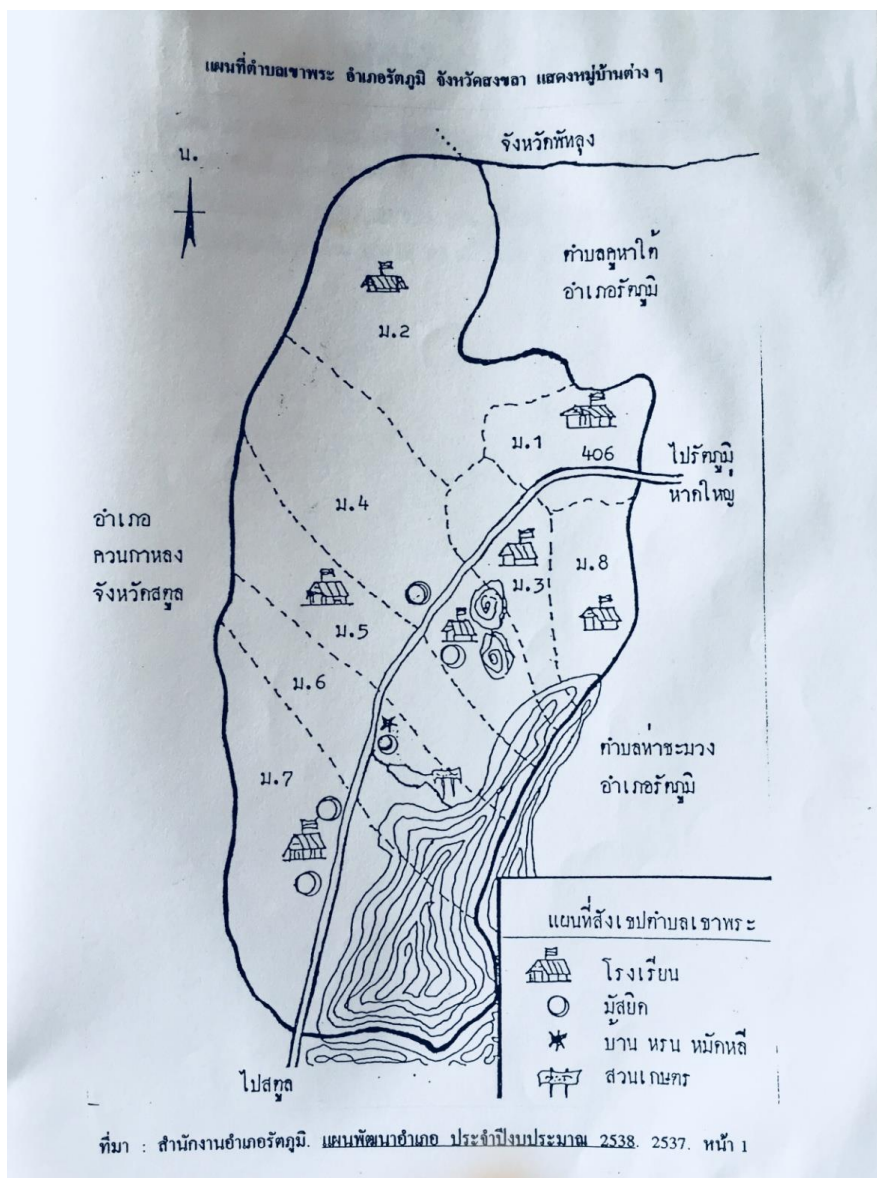 แผนที่ตำบลเขาพระ อำเภอรัตภูมิ จังหวัดสงขลา แสดงหมู่บ้านต่าง ๆ
จังหวัดพัทลุง
น.
ตำบลคูหาใต้
อำเภอรัตภูมิ
ม.2
ม.1
406
ไปรัตภูมิ
หาดใหญ่
ม.4
อำเภอ
ควนกาหลง
จังหวัดสตูล
ม.3
ม.8
ม.5
ม.6
ตำบลท่าชะมวง
อำเภอรัตภูมิ
ม.7
แผนที่สังเขปตำบลเขาพระ
โรงเรียน
มัสยิด
บ้าน หรน หมัดหลี
สวนเกษตร
ไปสตูล
ที่มา : สำนักงานอำเภอรัตภูมิ. แผนพัฒนาอำเภอ ประจำปีงบประมาณ 2538. 2537. หน้า 1